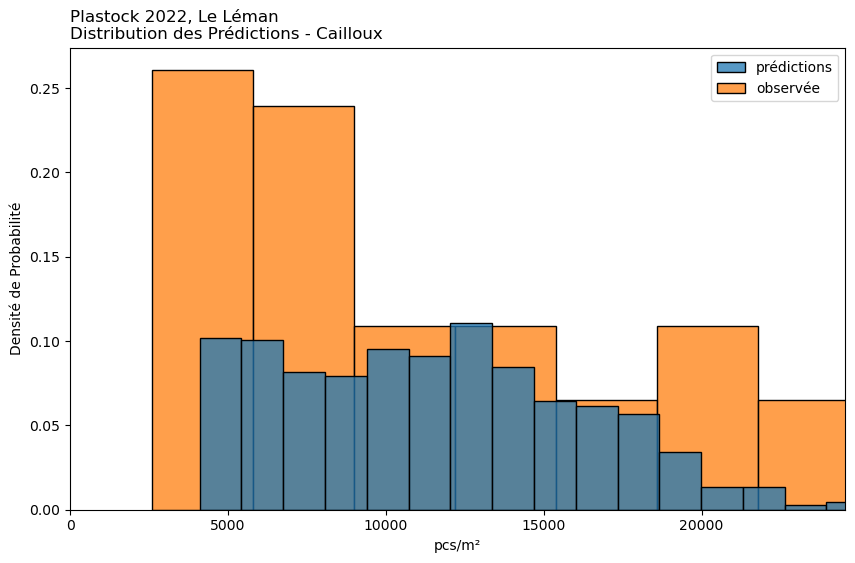 Plastock 2022, Le Léman
Distribution des Prédictions - Cailloux
prédictions
observée
Densité de Probabilité
0.25
0.20
0.15
0.10
0.05
0.00
0
5000
10000
15000
20000
pcs/m²